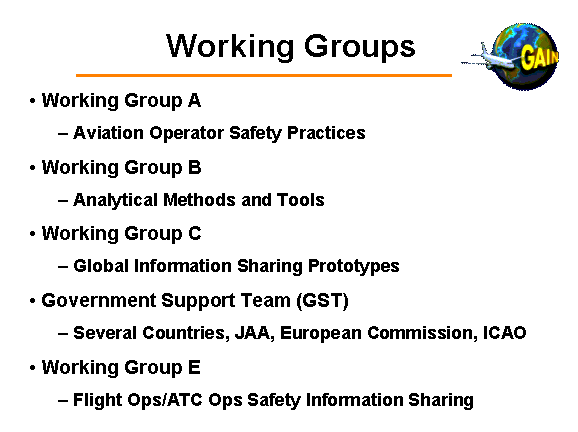 Working Groups
GAIN
• Working Group A
– Aviation Operator Safety Practices
• Working Group B
– Analytical Methods and Tools
• Working Group C
– Global Information Sharing Prototypes
• Government Support Team (GST)
– Several Countries, JAA, European Commission, ICAO
• Working Group E
– Flight Ops/ATC Ops Safety Information Sharing